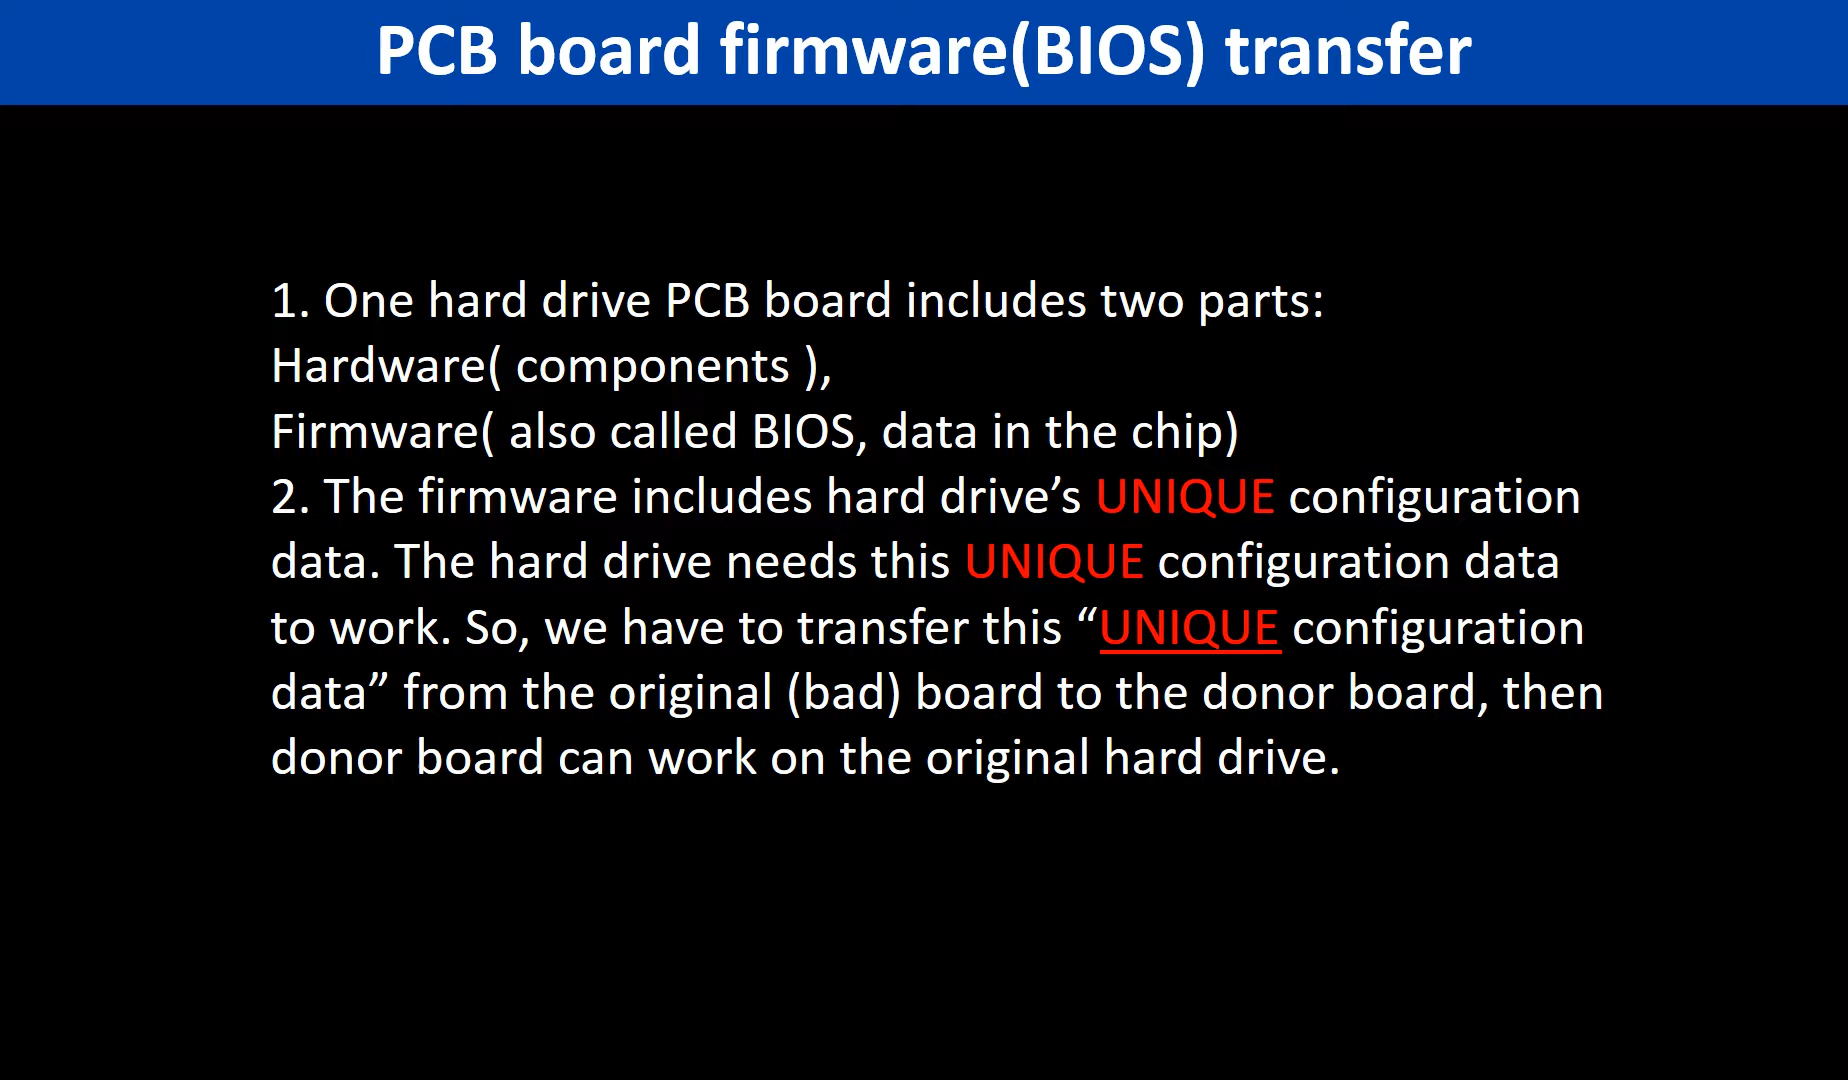 PCB board firmware(BIOS) transfer
1. One hard drive PCB board includes two parts:
Hardware( components ),
Firmware( also called BIOS, data in the chip)
2. The firmware includes hard drive’s UNIQUE configuration
data. The hard drive needs this UNIQUE configuration data
to work. So, we have to transfer this “UNIQUE configuration
data” from the original (bad) board to the donor board, then
donor board can work on the original hard drive.